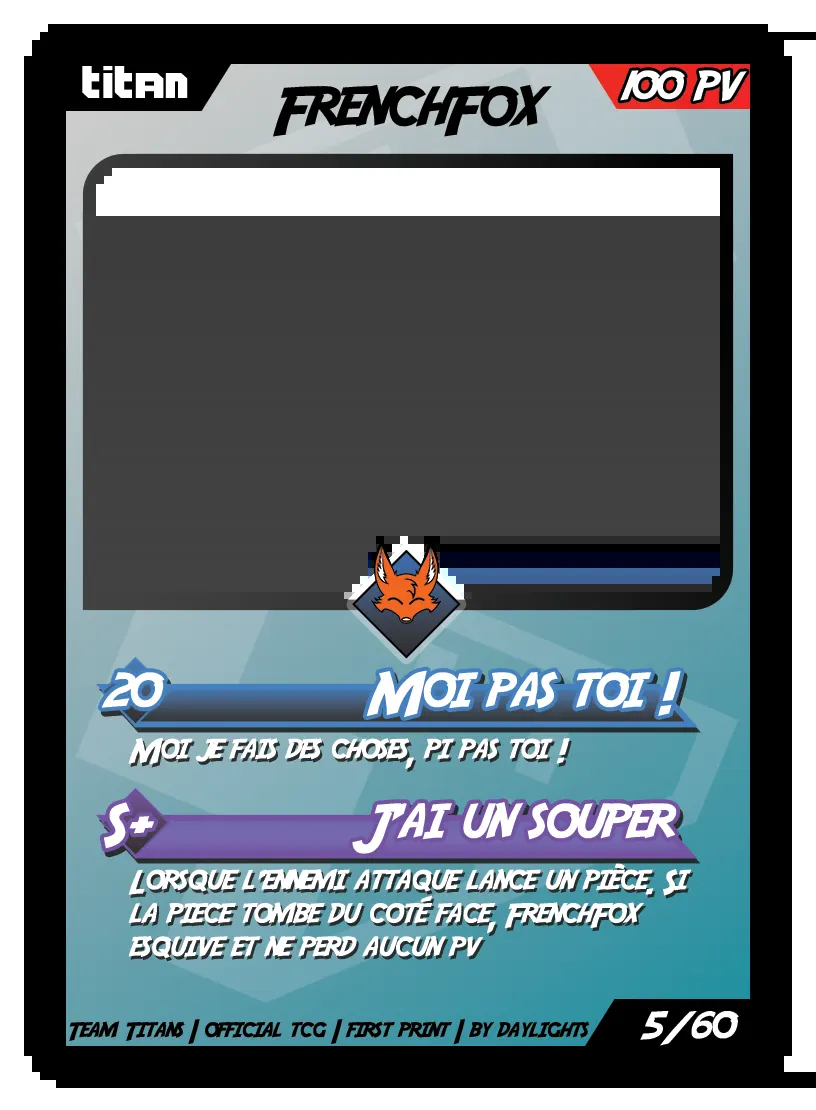 titan
FrenchFox
100 PV
20
Moi pas toi !
Moi je fais des choses, pi pas toi !
S+
J'ai un souper
Lorsque l'ennemi attaque lance un pièce. Si
la piece tombe du coté face, FrenchFox
esquive et ne perd aucun pv
Team Titans | official tcg | first print | by daylights
5/60